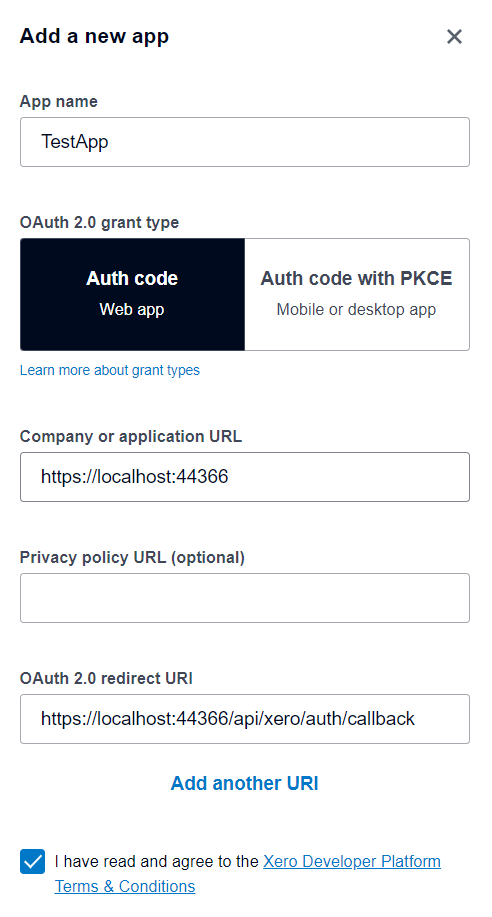 Add a new app
App name
TestApp
OAuth 2.0 grant type
Auth code
Web app
Auth code with PKCE
Mobile or desktop app
Learn more about grant types
Company or application URL
https://localhost:44366
Privacy policy URL (optional)
OAuth 2.0 redirect URI
https://localhost:44366/api/xero/auth/callback
Add another URI
I have read and agree to the Xero Developer Platform
Terms & Conditions